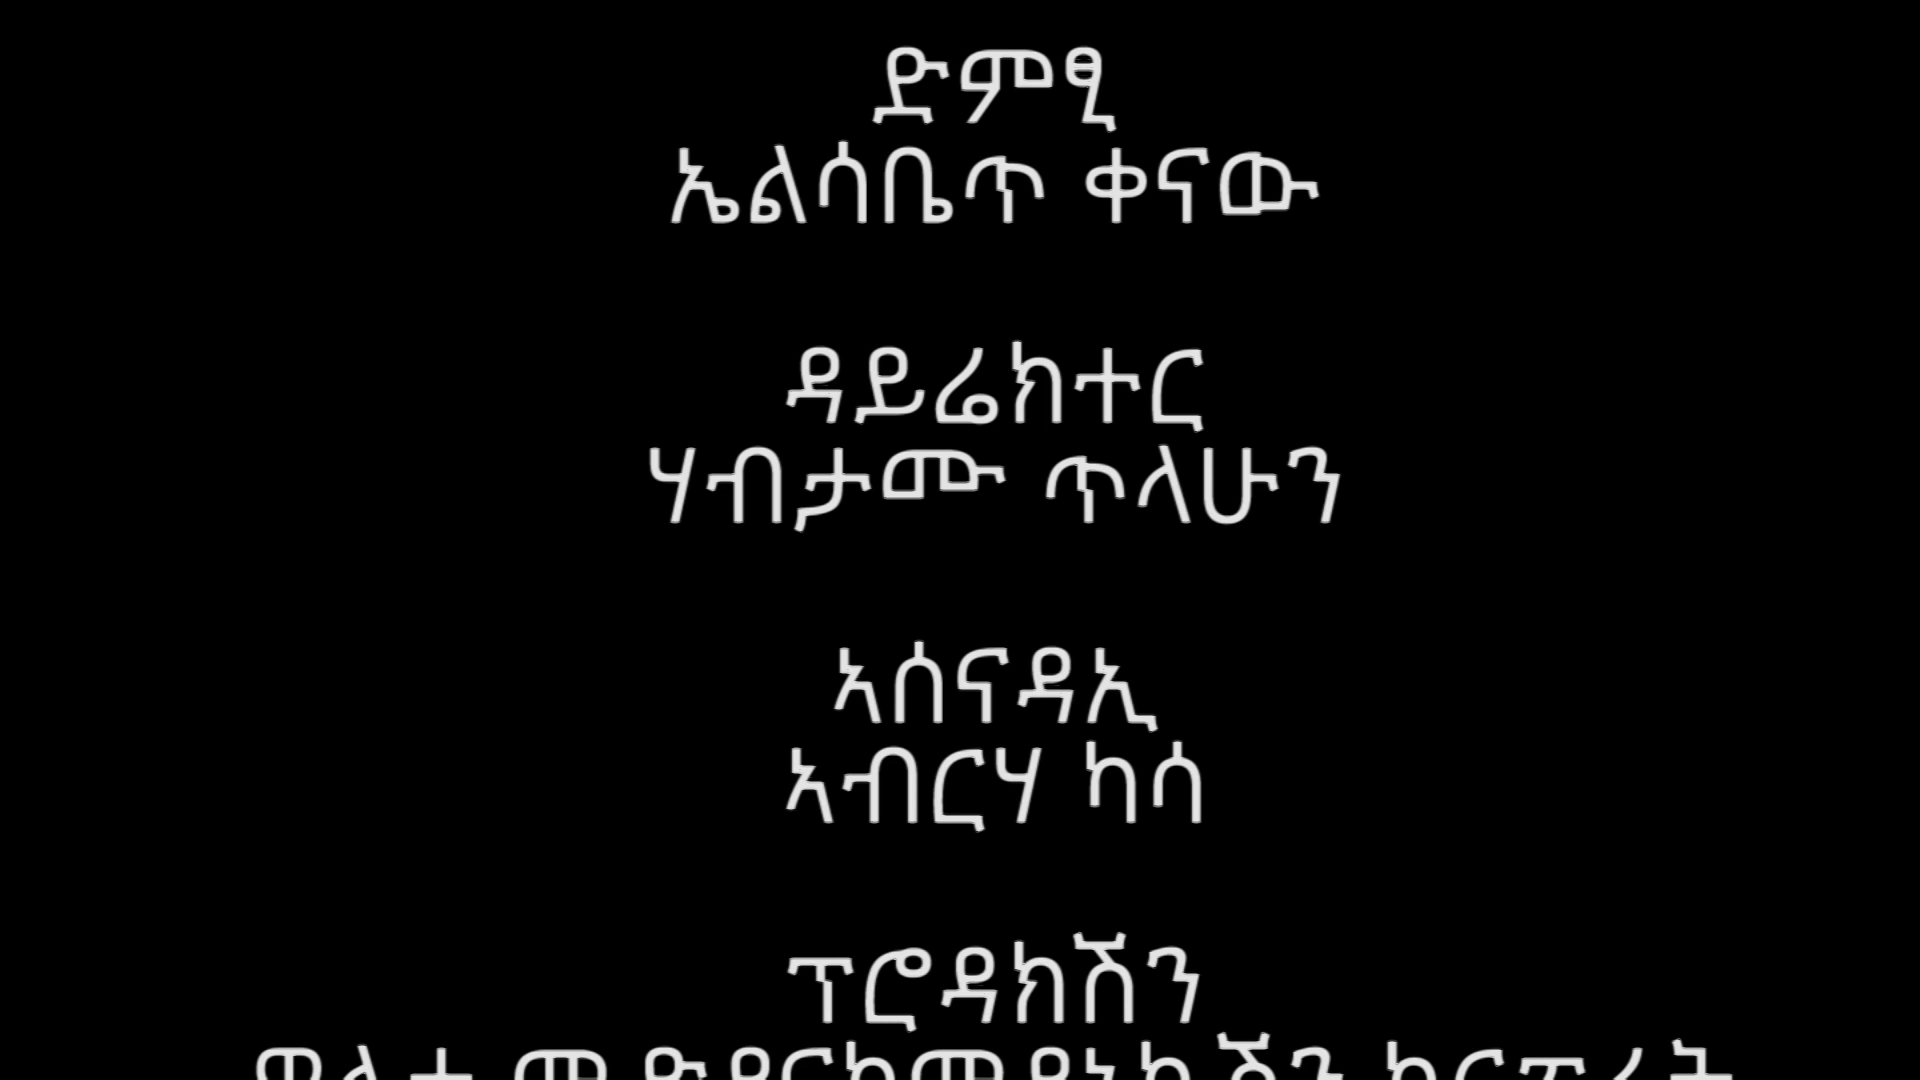 ድምፂ
ኤልሳቤጥ ቀናው
ዳይሬክተር
ሃብታሙ ጥላሁን
ኣሰናዳኢ
ኣብርሃ ካሳ
ፕሮዳክሽን